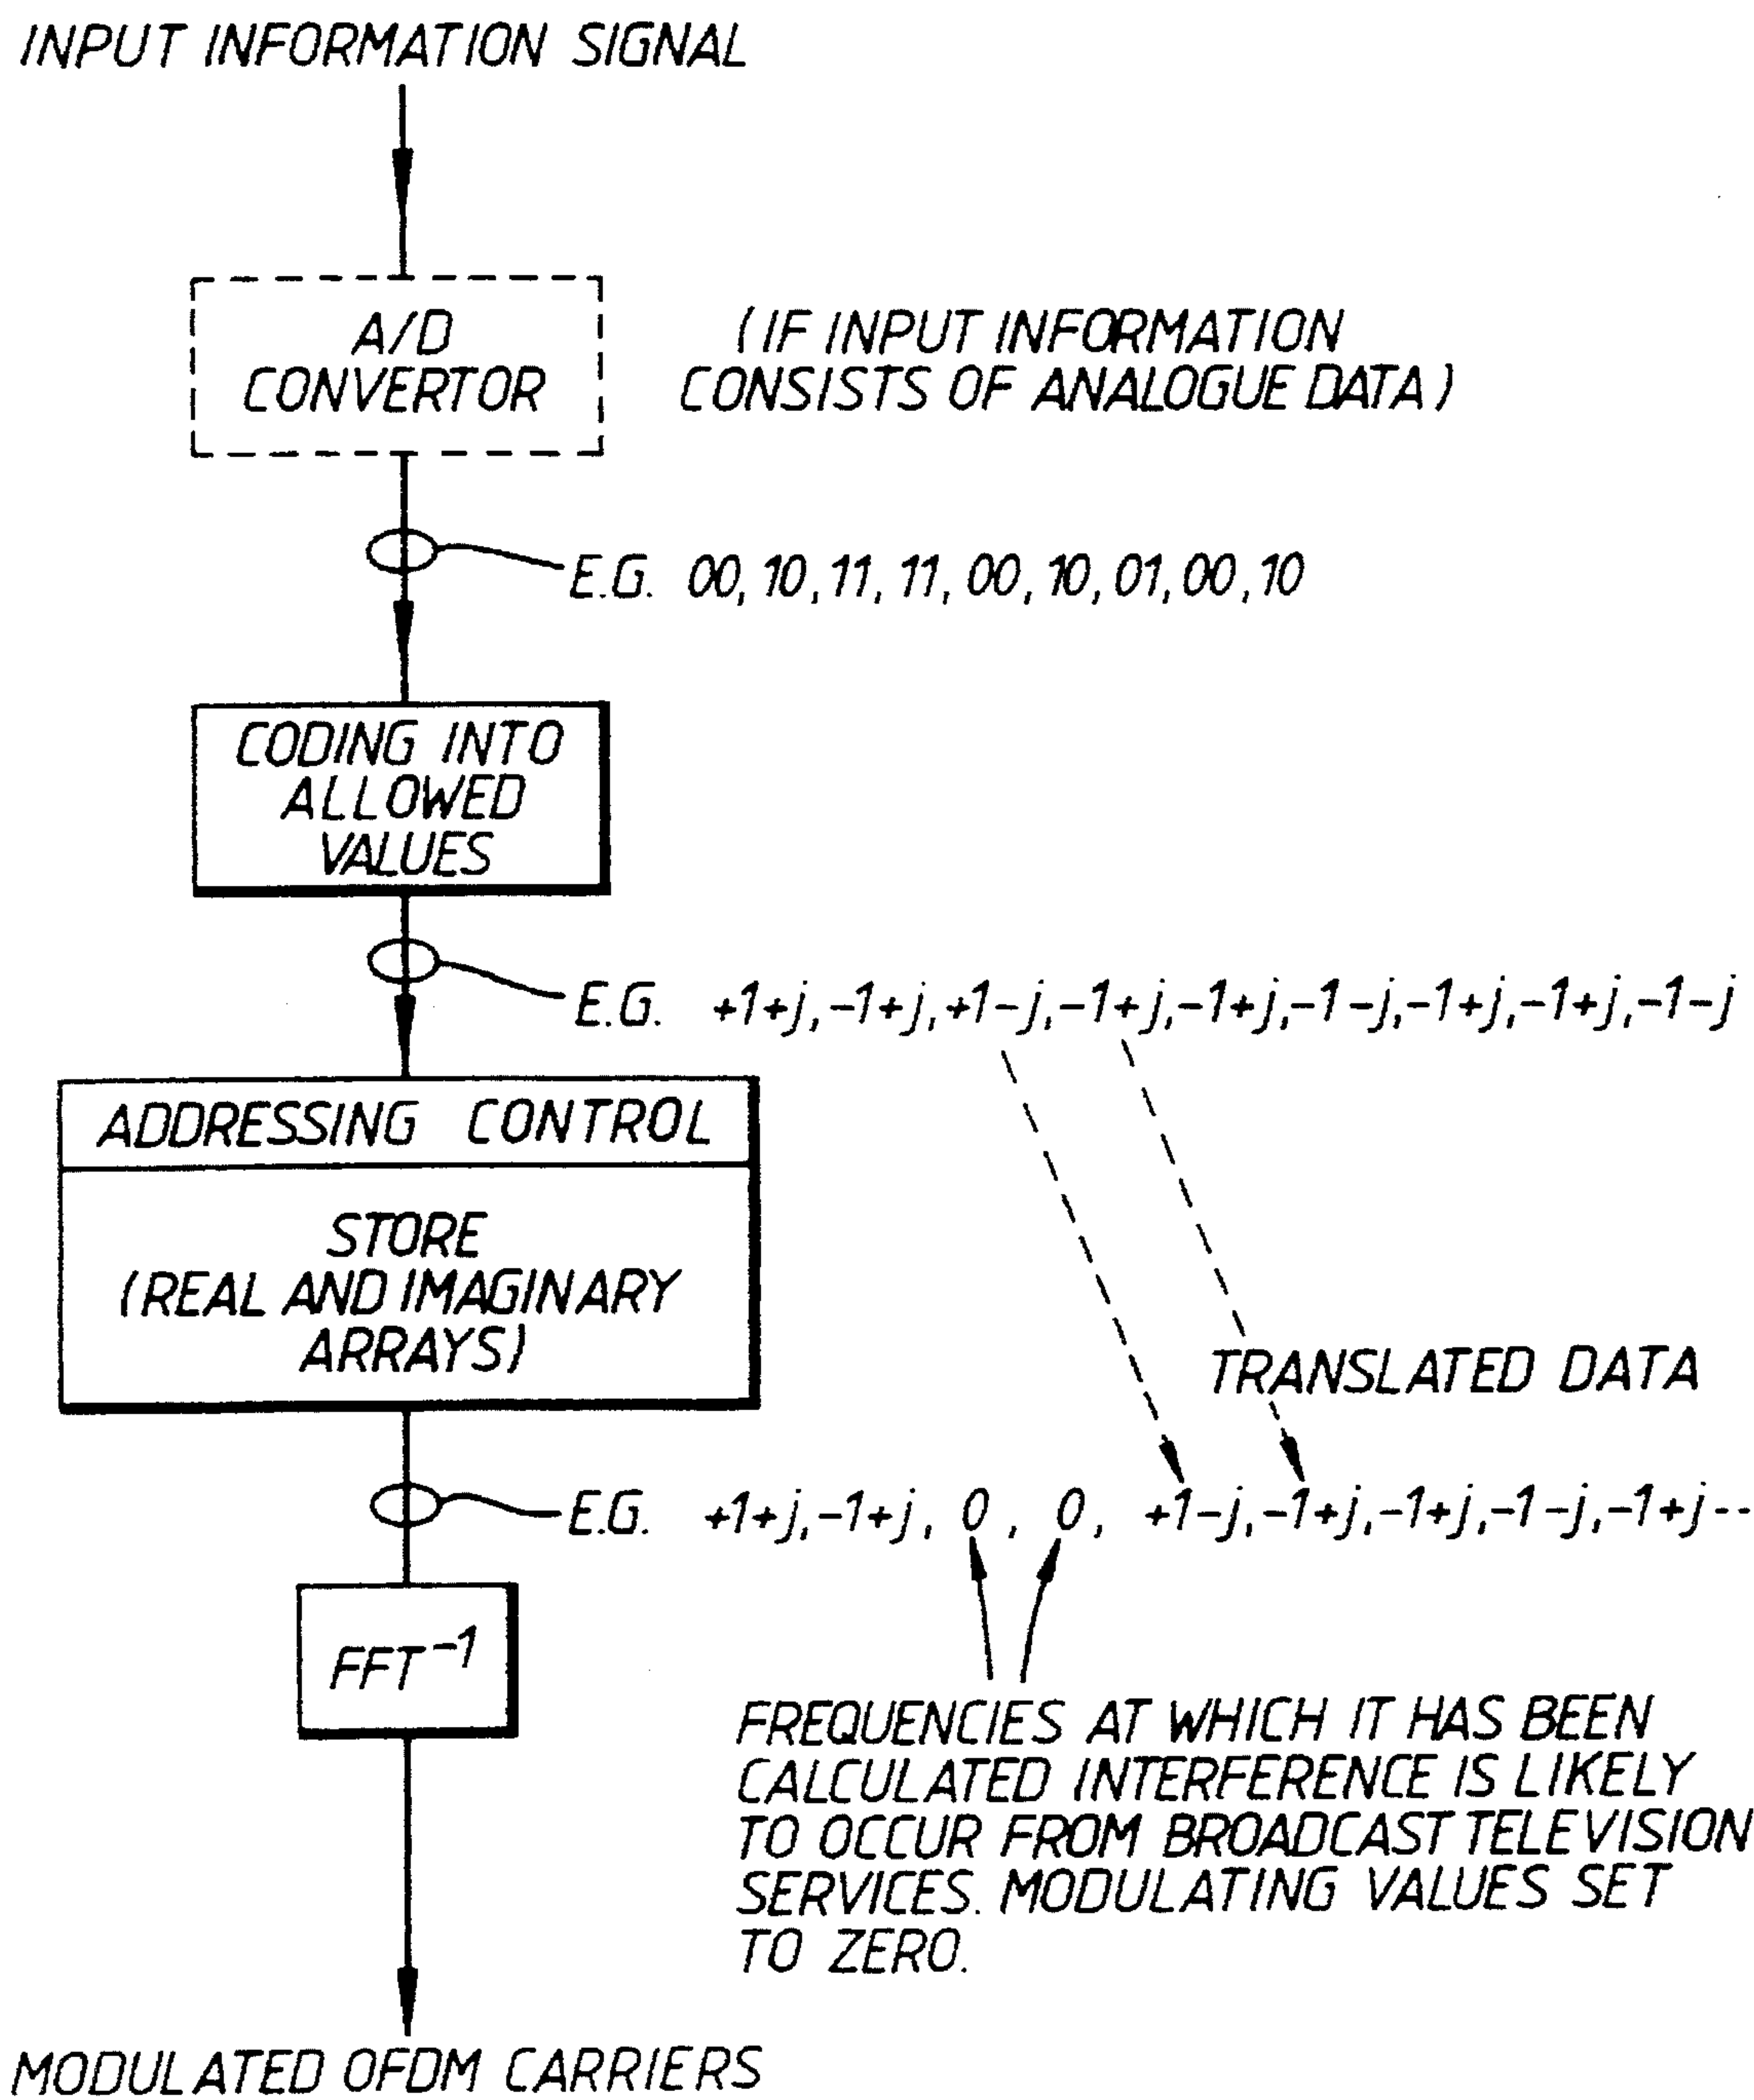 INPUT INFORMATION SIGNAL
A/D
CONVERTOR
(IF INPUT INFORMATION
CONSISTS OF ANALOGUE DATA)
E.G. 00, 10, 11, 11, 00, 10, 01, 00, 10
CODING INTO
ALLOWED
VALUES
E.G. +1+j, -1+j, +1-j, -1+j, -1+j, -1-j, -1+j, -1+j, -1-j
ADDRESSING CONTROL
STORE
(REAL AND IMAGINARY
ARRAYS)
TRANSLATED DATA
E.G. +1+j, -1+j, 0, 0, +1-j, -1+j, -1+j, -1-j, -1+j--
FFT⁻¹
FREQUENCIES AT WHICH IT HAS BEEN
CALCULATED INTERFERENCE IS LIKELY
TO OCCUR FROM BROADCAST TELEVISION
SERVICES. MODULATING VALUES SET
TO ZERO.
MODULATED OFDM CARRIERS